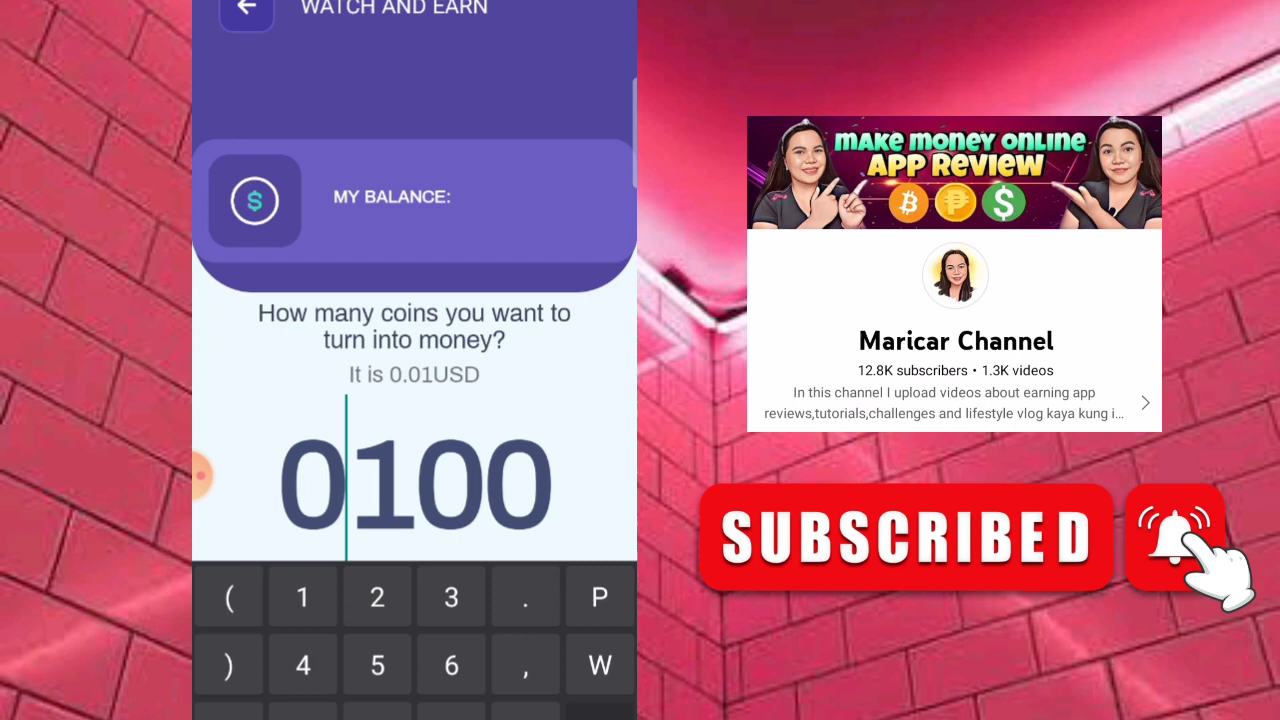 WATCH AND EARN
$
MY BALANCE:
How many coins you want to
turn into money?
It is 0.01USD
0100
( 1 2 3 . P
) 4 5 6 , W
MAKE MONEY ONLINE
APP REVIEW
₿ ₱ $
Maricar Channel
12.8K subscribers • 1.3K videos
In this channel I upload videos about earning app
reviews,tutorials,challenges and lifestyle vlog kaya kung i...
SUBSCRIBED